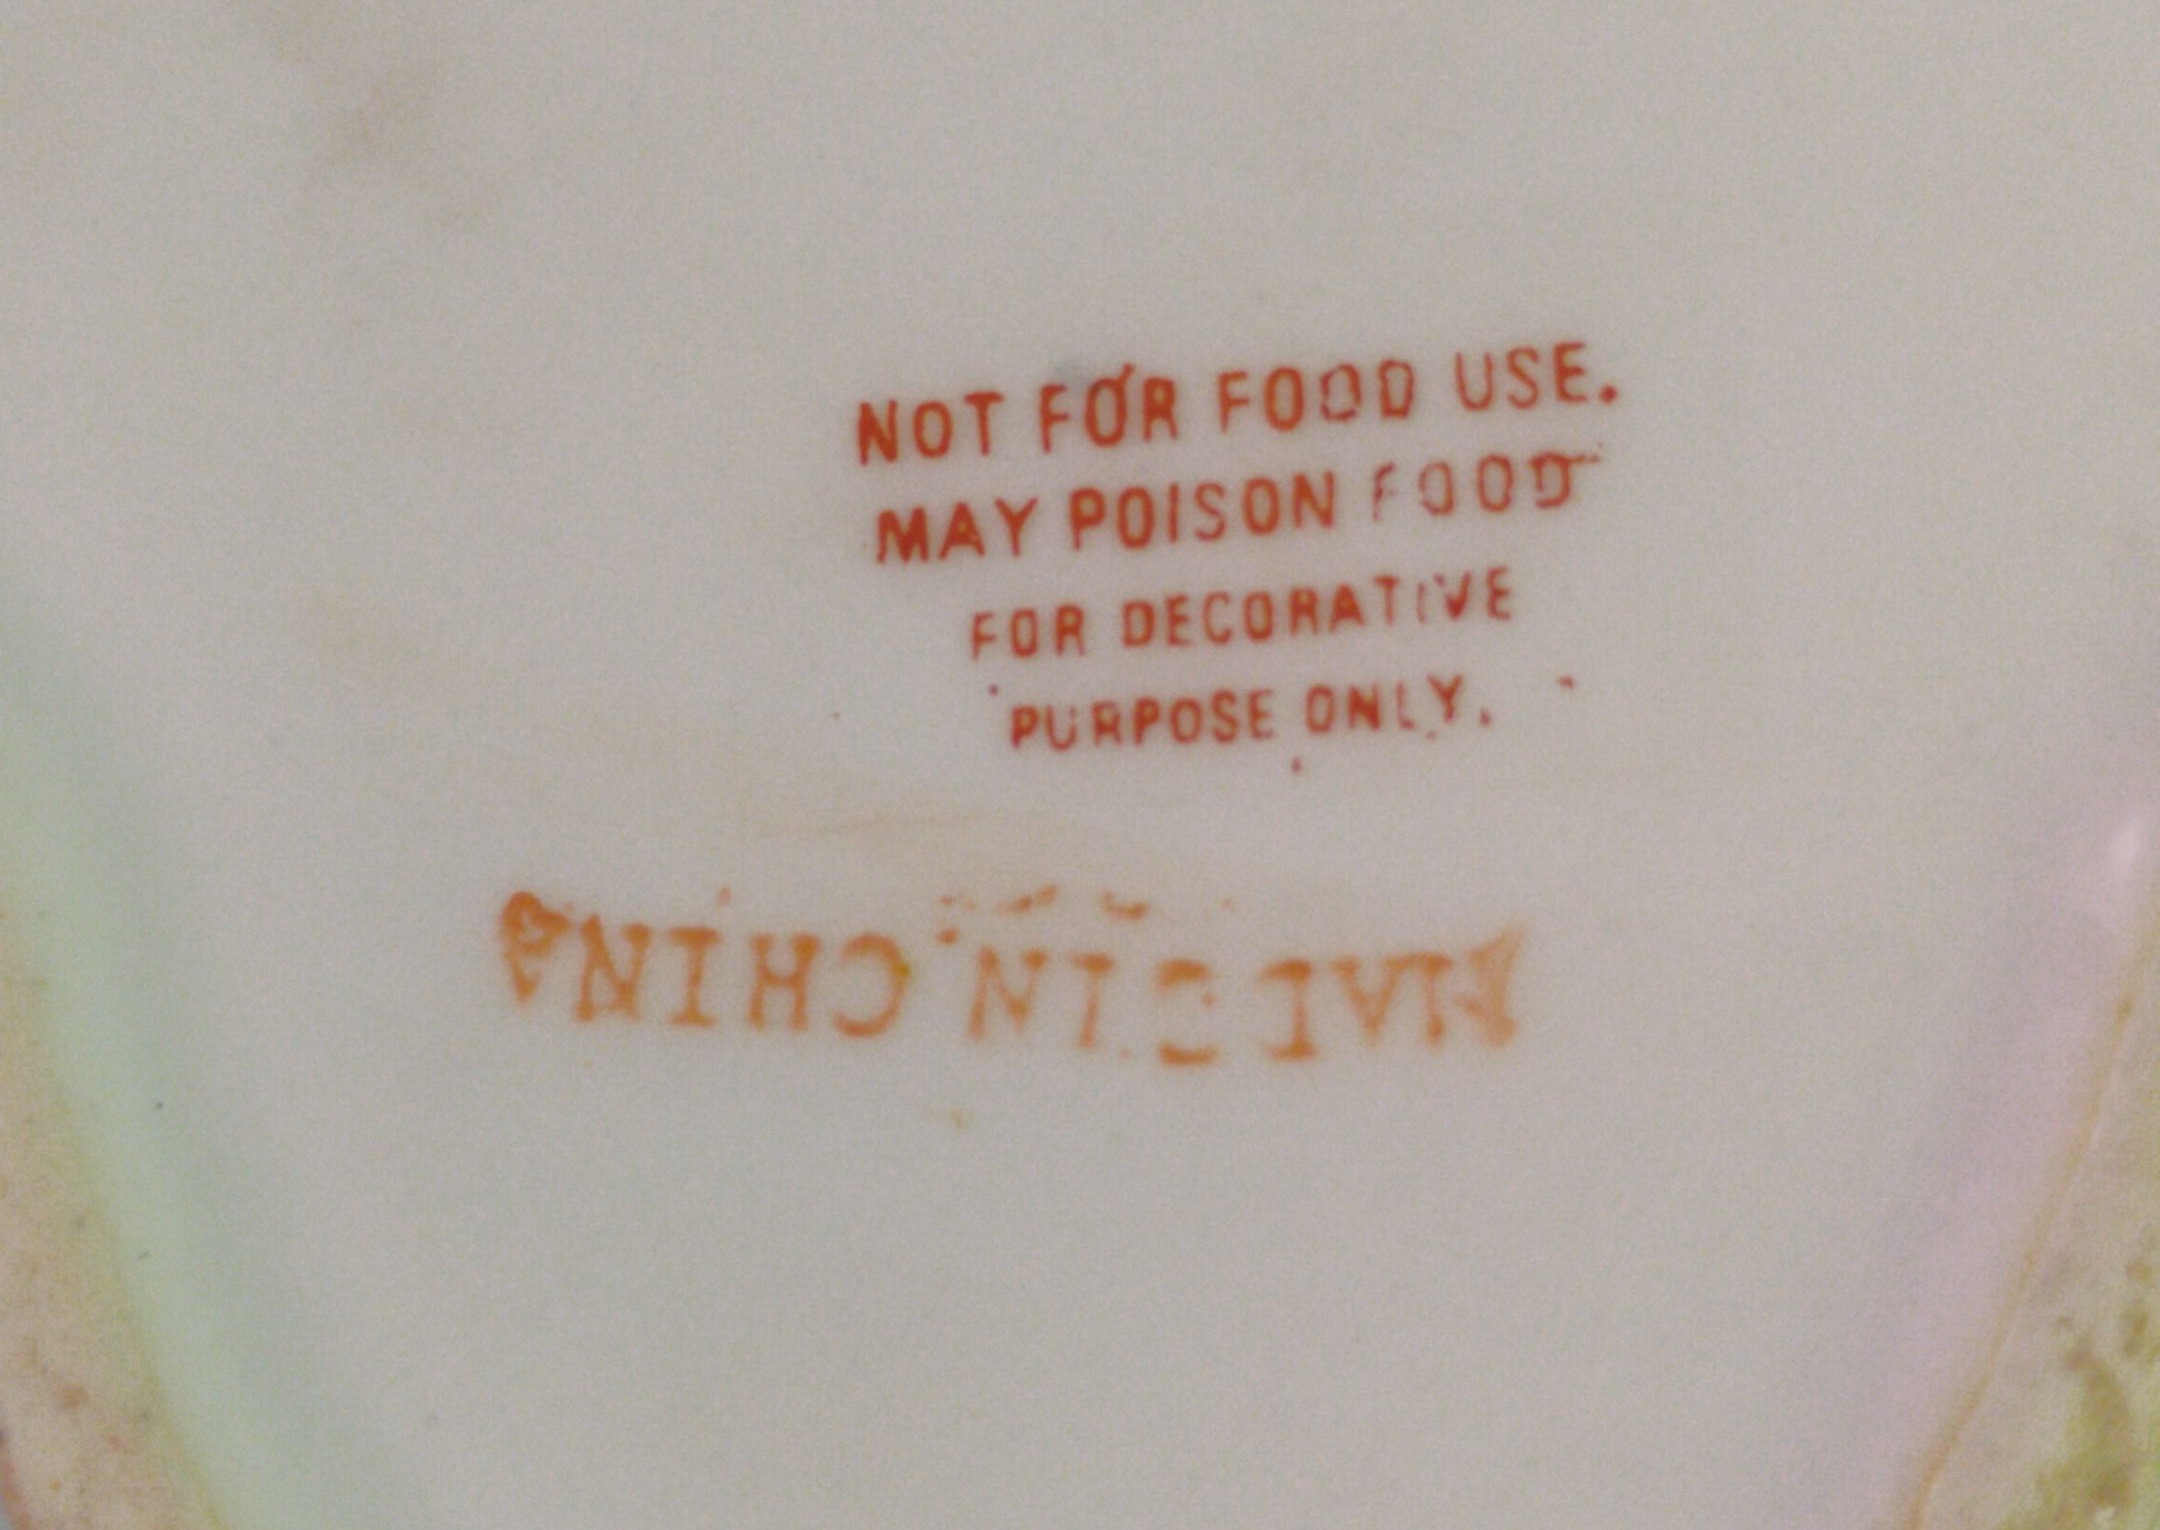 NOT FOR FOOD USE.
MAY POISON FOOD
FOR DECORATIVE
PURPOSE ONLY.
MADE IN CHINA